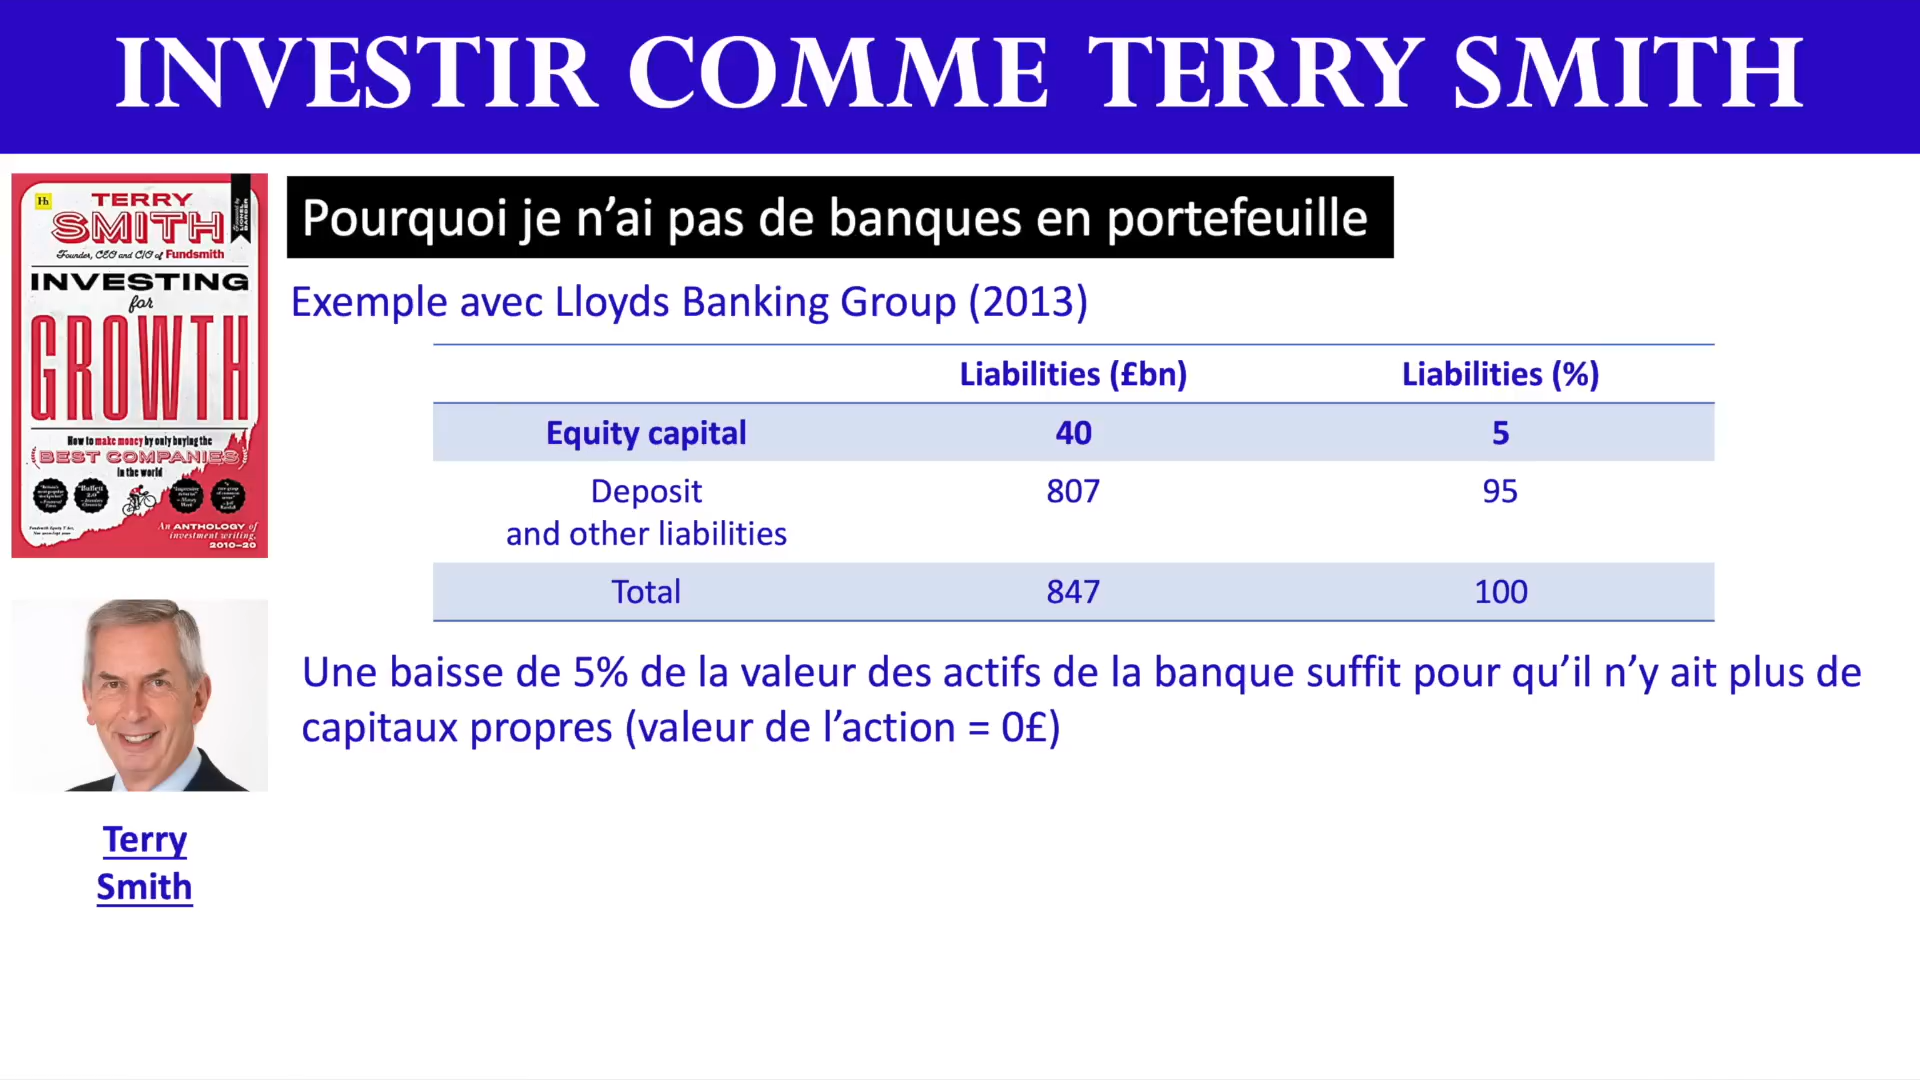 INVESTIR COMME TERRY SMITH
Hh
TERRY
SMITH
Founder, CEO and CIO of Fundsmith
INVESTING
for
GROWTH
How to make money by only buying the
BEST COMPANIES
in the world
An ANTHOLOGY of
investment writing,
2010–20
Pourquoi je n’ai pas de banques en portefeuille
Exemple avec Lloyds Banking Group (2013)
Liabilities (£bn) Liabilities (%)
Equity capital 40 5
Deposit 807 95
and other liabilities
Total 847 100
Une baisse de 5% de la valeur des actifs de la banque suffit pour qu’il n’y ait plus de
capitaux propres (valeur de l’action = 0£)
Terry
Smith